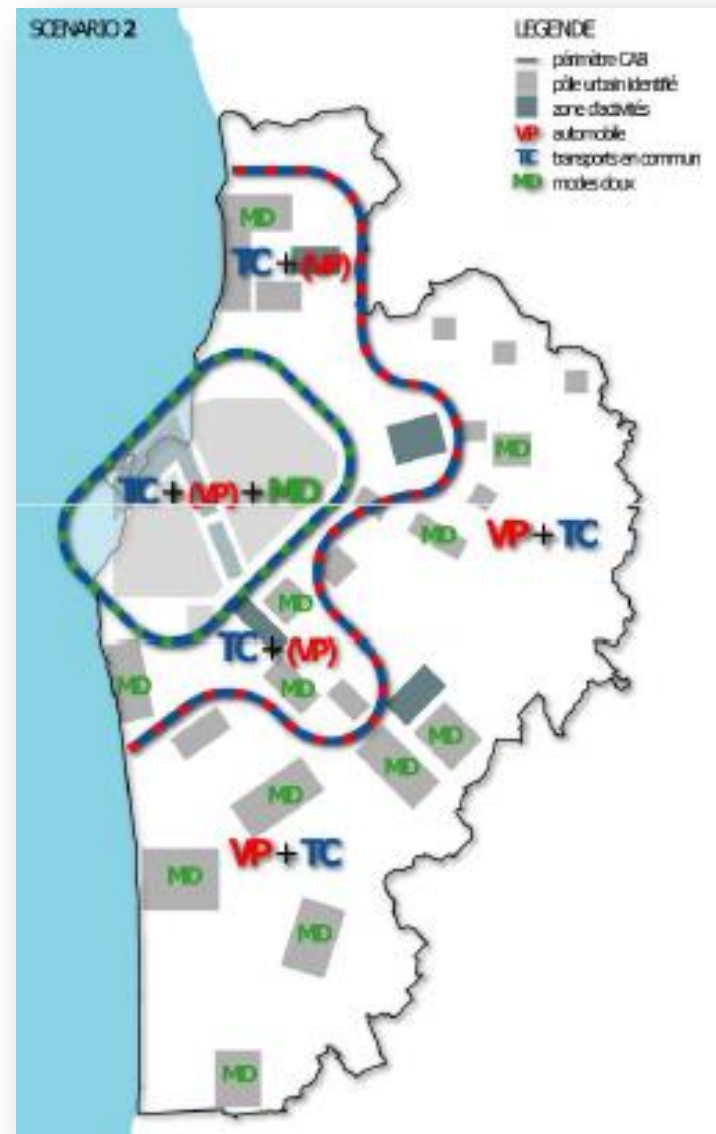 SCENARIO 2
LEGENDE
périmètre CAB
pôle urbain identifié
zone d'activités
VP automobile
TC transports en commun
MD modes doux
MD
TC + (VP)
MD
TC + (VP) + MD
MD
VP + TC
MD
TC + (VP)
MD
MD
MD
MD
MD
VP + TC
MD
MD
MD